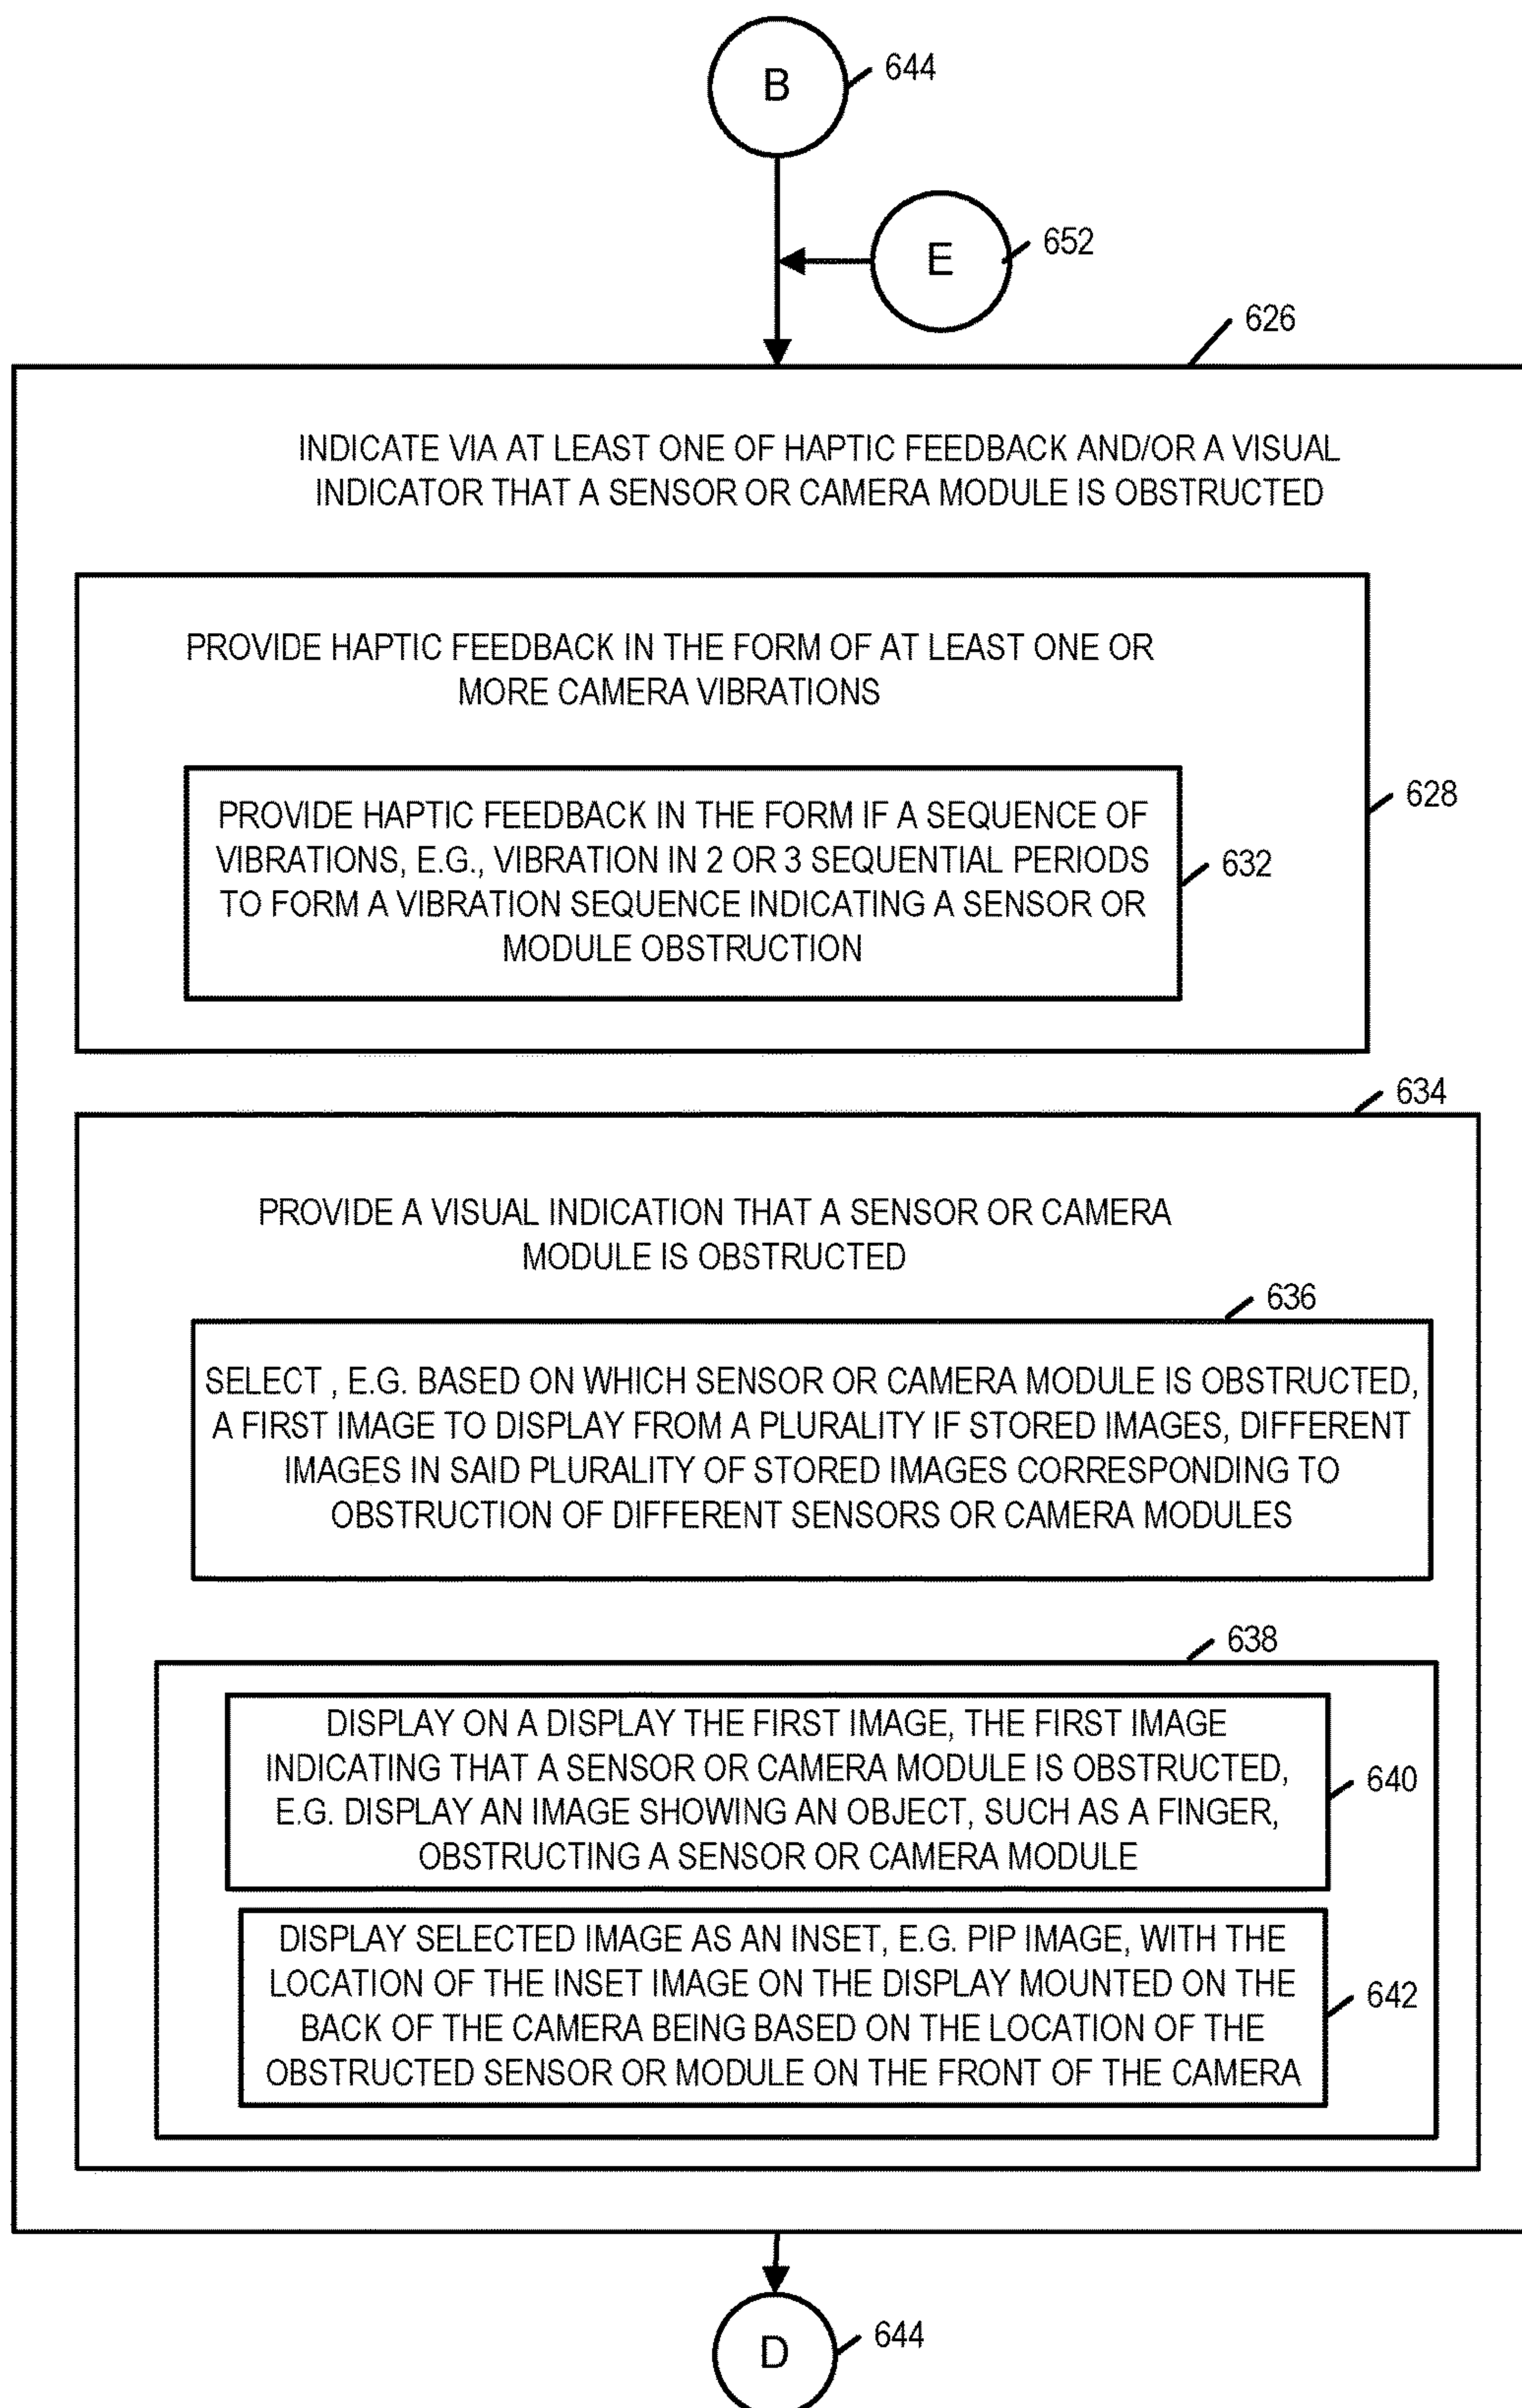 B
644
E
652
626
INDICATE VIA AT LEAST ONE OF HAPTIC FEEDBACK AND/OR A VISUAL
INDICATOR THAT A SENSOR OR CAMERA MODULE IS OBSTRUCTED
PROVIDE HAPTIC FEEDBACK IN THE FORM OF AT LEAST ONE OR
MORE CAMERA VIBRATIONS
628
PROVIDE HAPTIC FEEDBACK IN THE FORM IF A SEQUENCE OF
VIBRATIONS, E.G., VIBRATION IN 2 OR 3 SEQUENTIAL PERIODS
TO FORM A VIBRATION SEQUENCE INDICATING A SENSOR OR
MODULE OBSTRUCTION
632
634
PROVIDE A VISUAL INDICATION THAT A SENSOR OR CAMERA
MODULE IS OBSTRUCTED
636
SELECT , E.G. BASED ON WHICH SENSOR OR CAMERA MODULE IS OBSTRUCTED,
A FIRST IMAGE TO DISPLAY FROM A PLURALITY IF STORED IMAGES, DIFFERENT
IMAGES IN SAID PLURALITY OF STORED IMAGES CORRESPONDING TO
OBSTRUCTION OF DIFFERENT SENSORS OR CAMERA MODULES
638
DISPLAY ON A DISPLAY THE FIRST IMAGE, THE FIRST IMAGE
INDICATING THAT A SENSOR OR CAMERA MODULE IS OBSTRUCTED,
E.G. DISPLAY AN IMAGE SHOWING AN OBJECT, SUCH AS A FINGER,
OBSTRUCTING A SENSOR OR CAMERA MODULE
640
DISPLAY SELECTED IMAGE AS AN INSET, E.G. PIP IMAGE, WITH THE
LOCATION OF THE INSET IMAGE ON THE DISPLAY MOUNTED ON THE
BACK OF THE CAMERA BEING BASED ON THE LOCATION OF THE
OBSTRUCTED SENSOR OR MODULE ON THE FRONT OF THE CAMERA
642
D
644